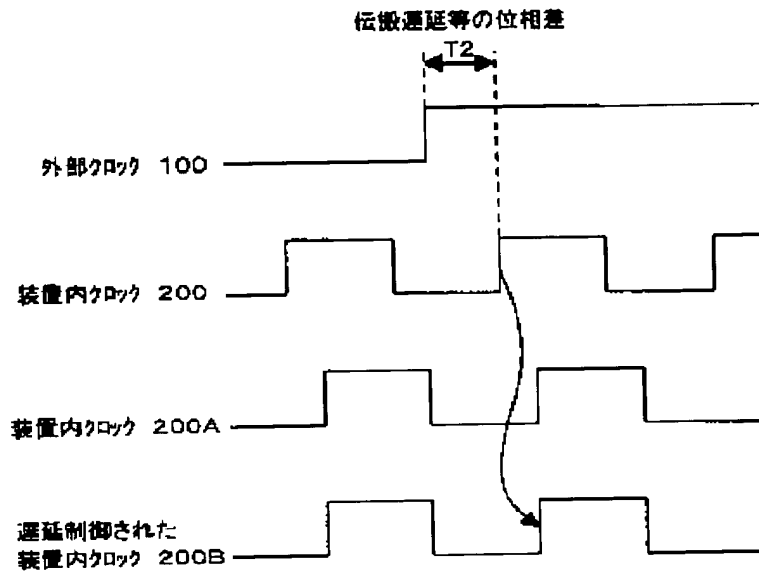 伝搬遅延等の位相差
T2
外部クロック 100
装置内クロック 200
装置内クロック 200A
遅延制御された
装置内クロック 200B